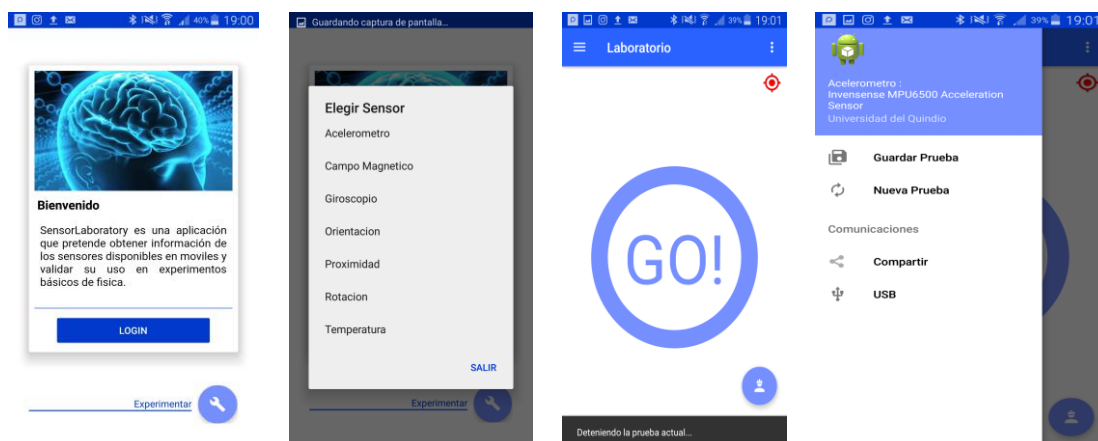 40% 19:00
Bienvenido
SensorLaboratory es una aplicación
que pretende obtener información de
los sensores disponibles en moviles y
validar su uso en experimentos
básicos de fisica.
LOGIN
Experimentar
Guardando captura de pantalla...
Elegir Sensor
Acelerometro
Campo Magnetico
Giroscopio
Orientacion
Proximidad
Rotacion
Temperatura
SALIR
Experimentar
39% 19:01
Laboratorio
GO!
Deteniendo la prueba actual...
39% 19:01
Acelerometro :
Invensense MPU6500 Acceleration
Sensor
Universidad del Quindio
Guardar Prueba
Nueva Prueba
Comunicaciones
Compartir
USB